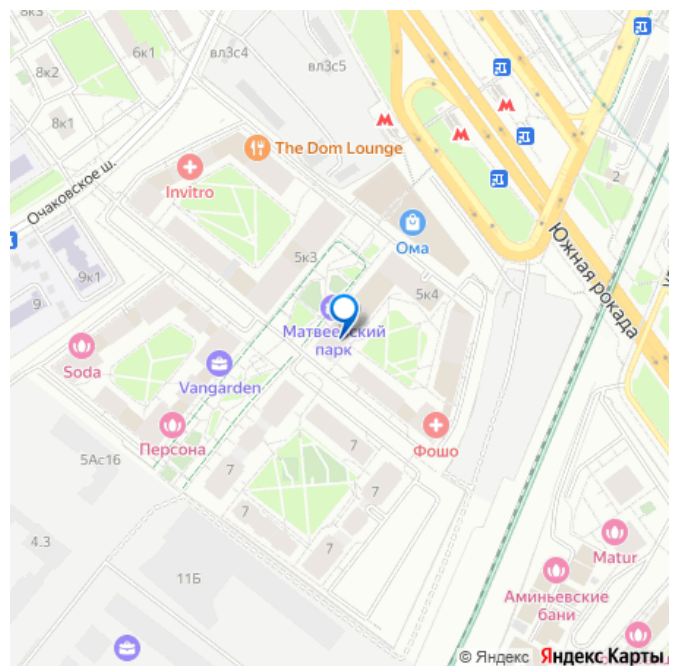 6к1
вл3с4
вл3с5
8к2
8к1
The Dom Lounge
Invitro
2
Очаковское ш.
Ома
Южная рокада
5к3
9к1
5к4
9
Матвеевский
парк
Soda
Vangarden
Персона
Фошо
7
5Ас16
7
7
7
7
4.3
11Б
Matur
Аминьевские
бани
© Яндекс Яндекс Карты